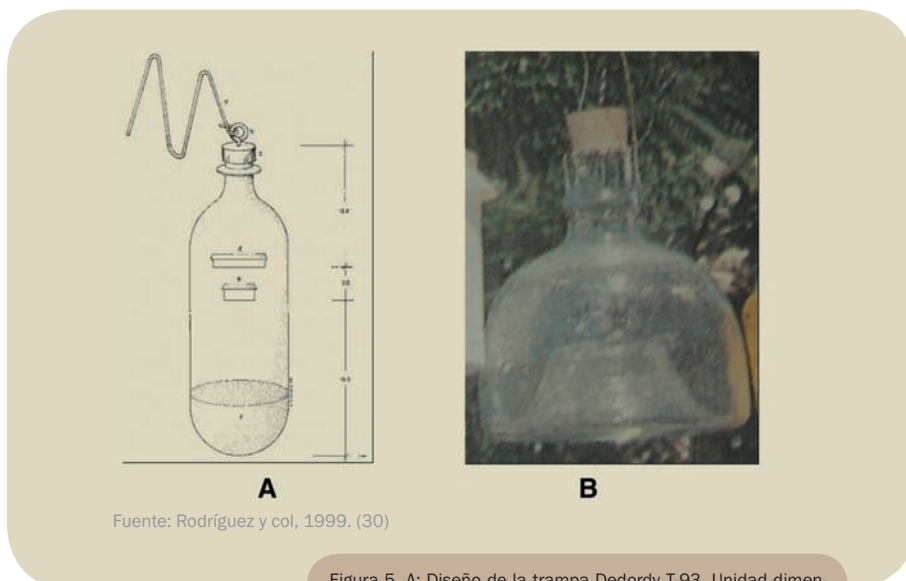 A
B
Fuente: Rodríguez y col, 1999. (30)
Figura 5. A: Diseño de la trampa Dedordy T-93. Unidad dimen-